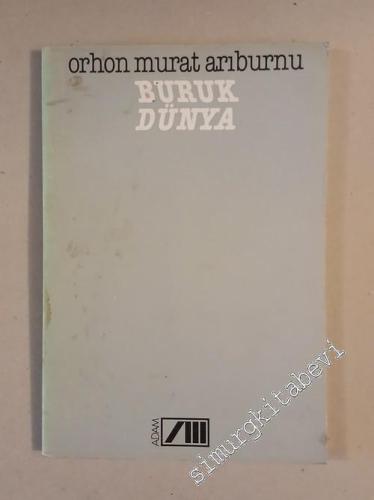 orhon murat arıburnu
BURUK
DÜNYA
ADAM
simurgkitabevi